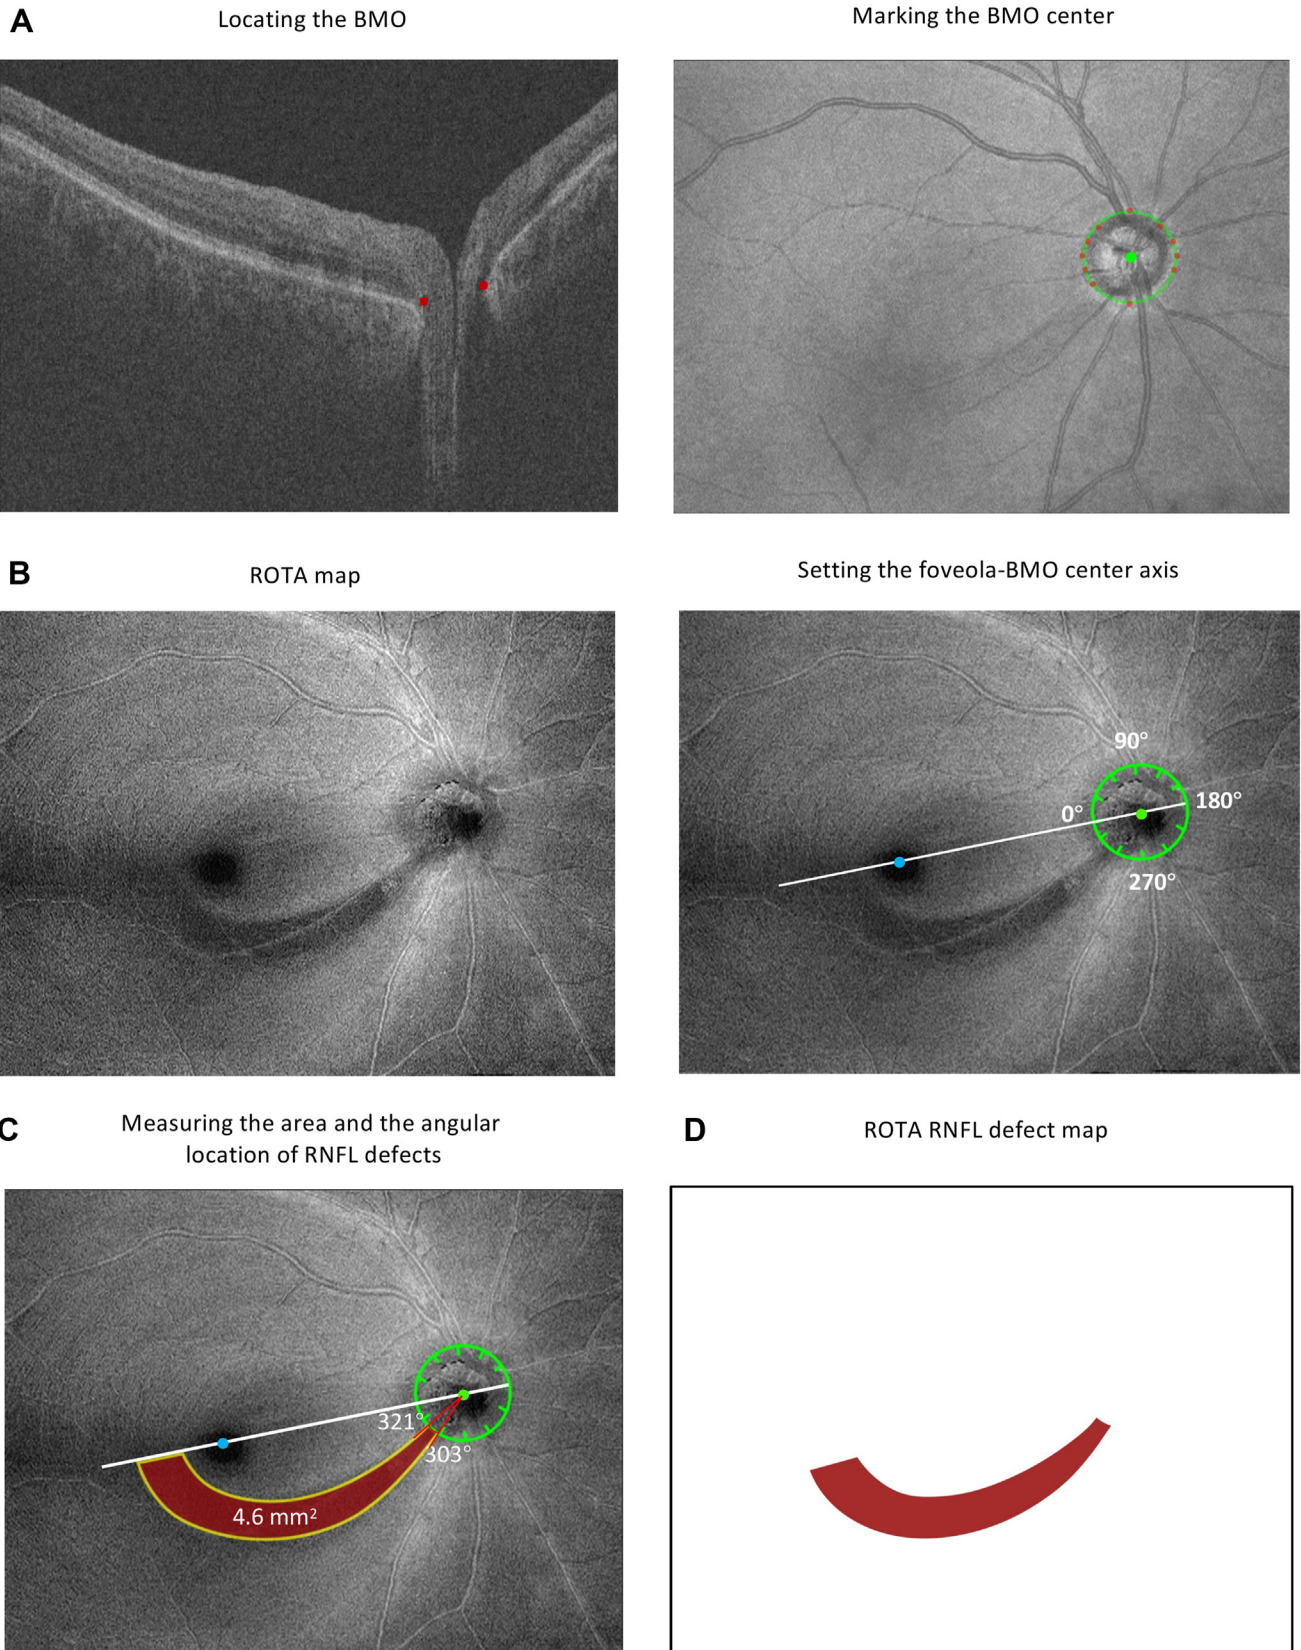 A
Locating the BMO
Marking the BMO center
B
ROTA map
Setting the foveola-BMO center axis
90°
0°
180°
270°
C
Measuring the area and the angular
location of RNFL defects
D
ROTA RNFL defect map
321°
303°
4.6 mm²